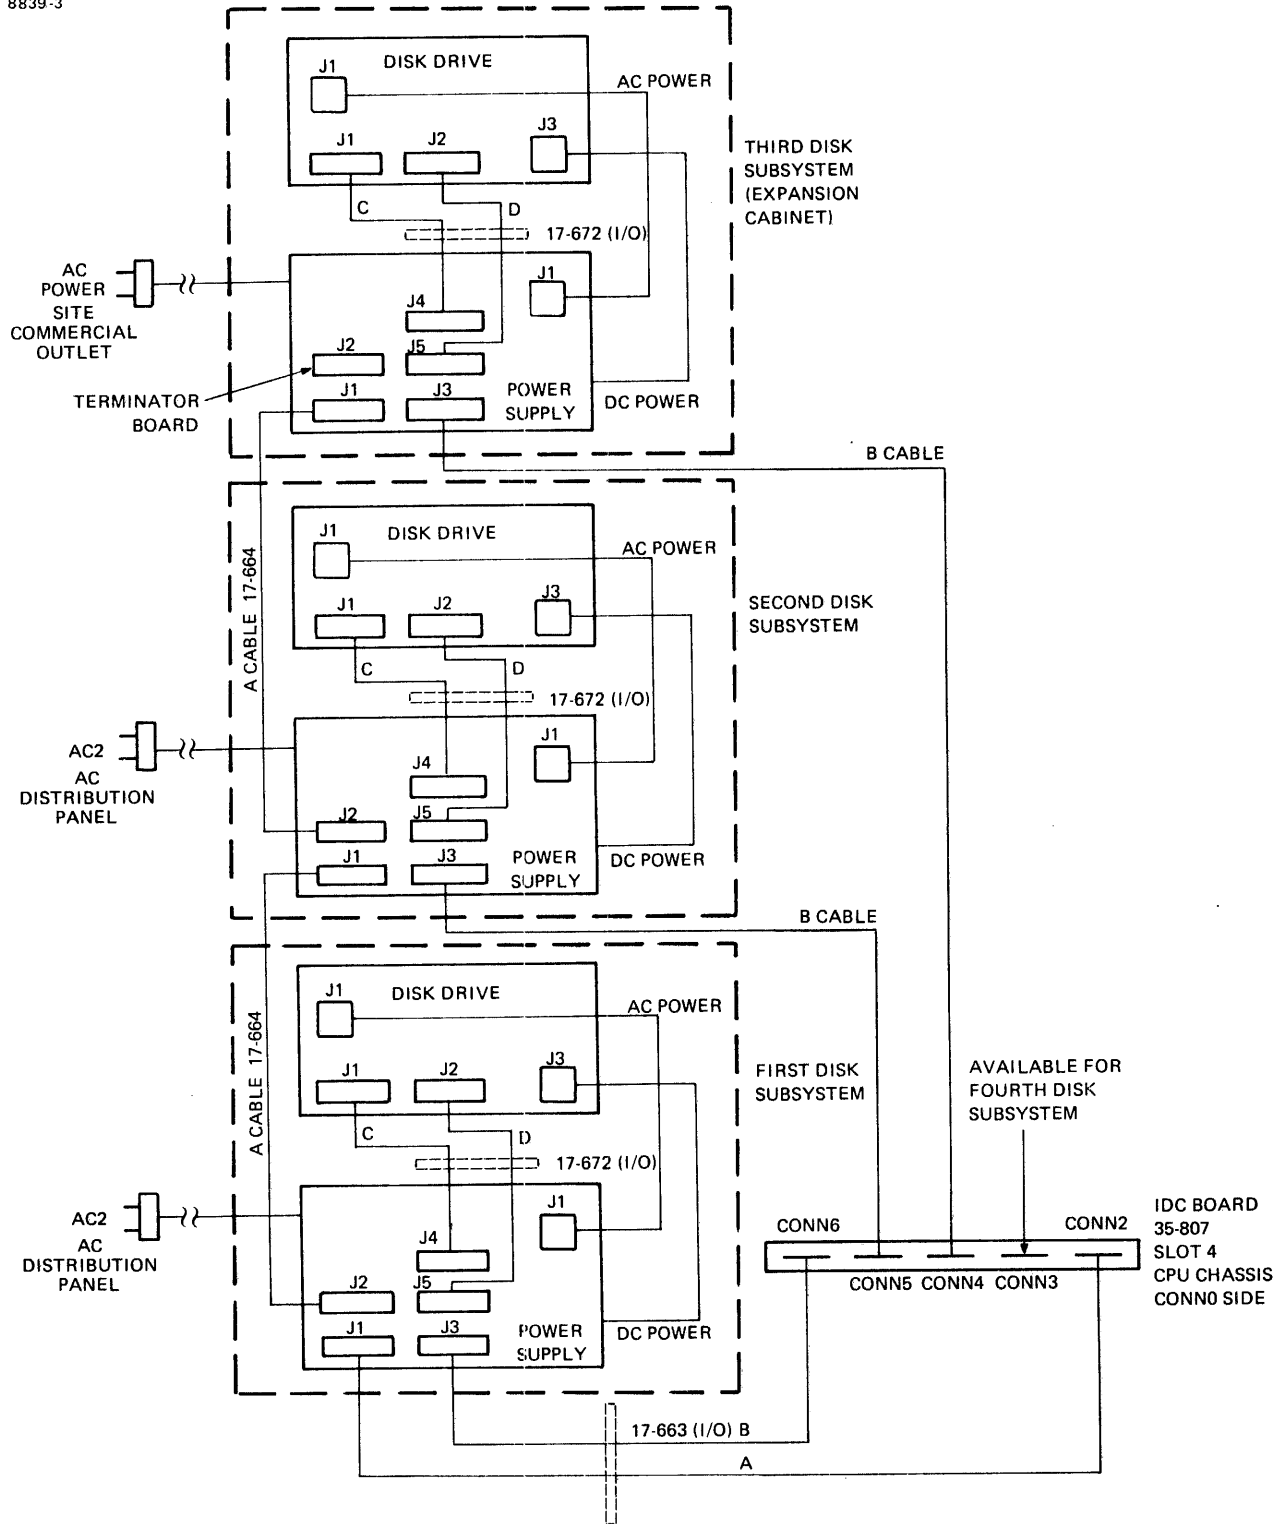 8839-3
DISK DRIVE
J1
AC POWER
J3
J1
J2
THIRD DISK
SUBSYSTEM
(EXPANSION
CABINET)
C
D
17-672 (I/O)
AC
POWER
SITE
COMMERCIAL
OUTLET
J1
J4
J2
J5
TERMINATOR
BOARD
J1
J3
POWER
SUPPLY
DC POWER
B CABLE
A CABLE 17-664
DISK DRIVE
J1
AC POWER
J3
J1
J2
SECOND DISK
SUBSYSTEM
C
D
17-672 (I/O)
AC2
AC
DISTRIBUTION
PANEL
J1
J4
J2
J5
J1
J3
POWER
SUPPLY
DC POWER
B CABLE
A CABLE 17-664
DISK DRIVE
J1
AC POWER
J3
J1
J2
FIRST DISK
SUBSYSTEM
AVAILABLE FOR
FOURTH DISK
SUBSYSTEM
C
D
17-672 (I/O)
AC2
AC
DISTRIBUTION
PANEL
J1
J4
J2
J5
J1
J3
POWER
SUPPLY
DC POWER
CONN6
CONN2
CONN5 CONN4 CONN3
IDC BOARD
35-807
SLOT 4
CPU CHASSIS
CONN0 SIDE
17-663 (I/O) B
A